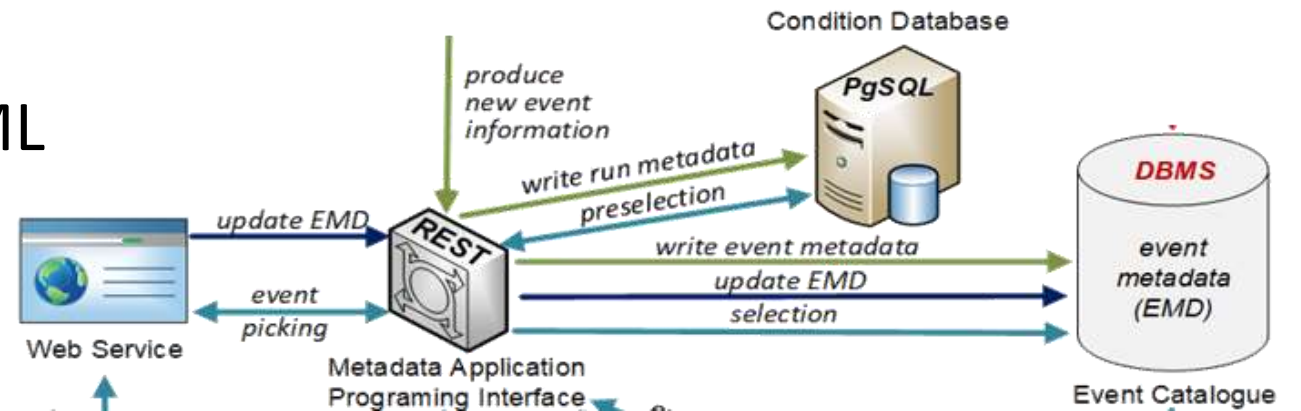 Condition Database
produce
new event
information
PgSQL
ML
write run metadata
DBMS
preselection
update EMD
REST
write event metadata
event
metadata
(EMD)
update EMD
event
picking
selection
Web Service
Metadada Application
Programing Interface
Event Catalogue